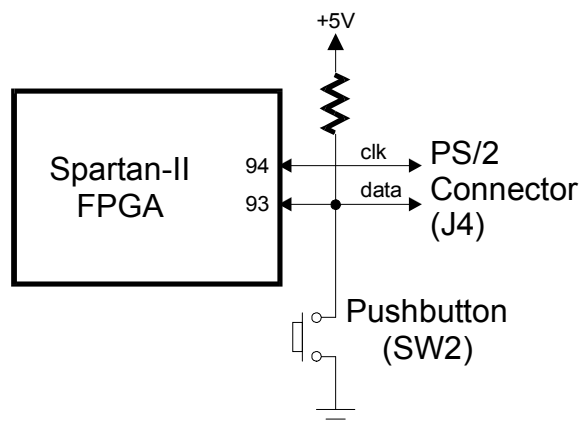 +5V
Spartan-II
FPGA
94
93
clk
data
PS/2
Connector
(J4)
Pushbutton
(SW2)